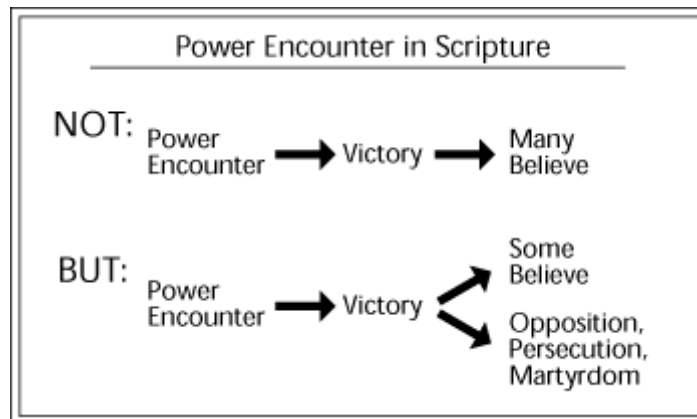 Power Encounter in Scripture
NOT:
Power
Encounter
Victory
Many
Believe
BUT:
Power
Encounter
Victory
Some
Believe
Opposition,
Persecution,
Martyrdom